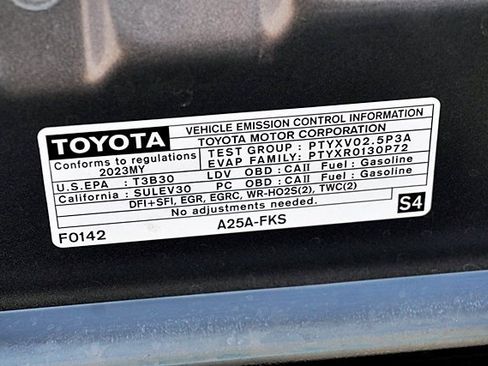 TOYOTA
VEHICLE EMISSION CONTROL INFORMATION
TOYOTA MOTOR CORPORATION
Conforms to regulations
2023MY
TEST GROUP : PTYXV02.5P3A
EVAP FAMILY: PTYXR0130P72
U.S.EPA : T3B30
LDV OBD : CAII Fuel : Gasoline
California : SULEV30
PC OBD : CAII Fuel : Gasoline
DFI+SFI, EGR, EGRC, WR-HO2S(2), TWC(2)
No adjustments needed.
F0142
A25A-FKS
S4